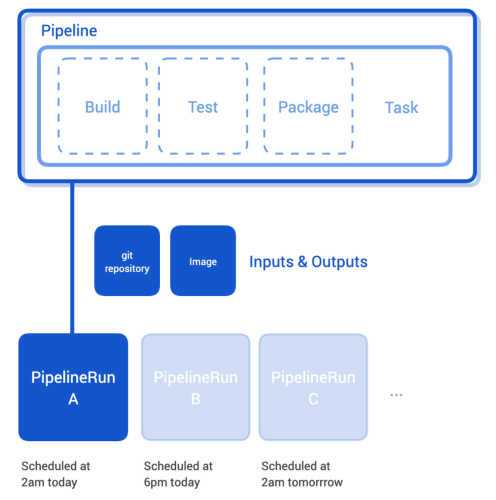 Pipeline
Build
Test
Package
Task
git
repository
Image
Inputs & Outputs
PipelineRun
A
PipelineRun
B
PipelineRun
C
...
Scheduled at
2am today
Scheduled at
6pm today
Scheduled at
2am tomorrrow